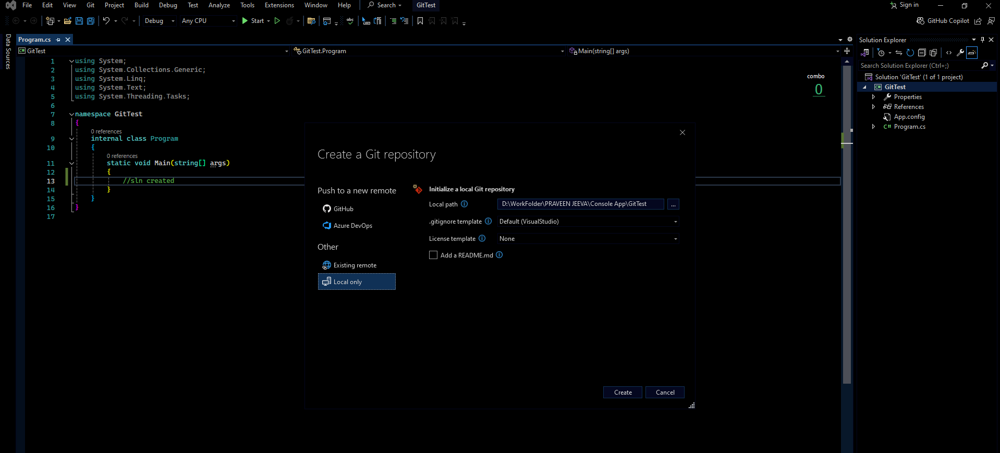 File Edit View Git Project Build Debug Test Analyze Tools Extensions Window Help Search GitTest Sign in
Debug Any CPU Start abc GitHub Copilot
Data Sources
Program.cs
GitTest GitTest.Program Main(string[] args)
1 using System;
2 using System.Collections.Generic;
3 using System.Linq;
4 using System.Text;
5 using System.Threading.Tasks;
6
7 namespace GitTest
8 {
0 references
9 internal class Program
10 {
0 references
11 static void Main(string[] args)
12 {
13 //sln created
14 }
15 }
16 }
17
combo
0
Create a Git repository
Push to a new remote
GitHub
Azure DevOps
Other
Existing remote
Local only
Initialize a local Git repository
Local path D:\WorkFolder\PRAVEEN JEEVA\Console App\GitTest ...
.gitignore template Default (VisualStudio)
License template None
Add a README.md
Create Cancel
Solution Explorer
Search Solution Explorer (Ctrl+;)
Solution 'GitTest' (1 of 1 project)
C# GitTest
Properties
References
App.config
C# Program.cs